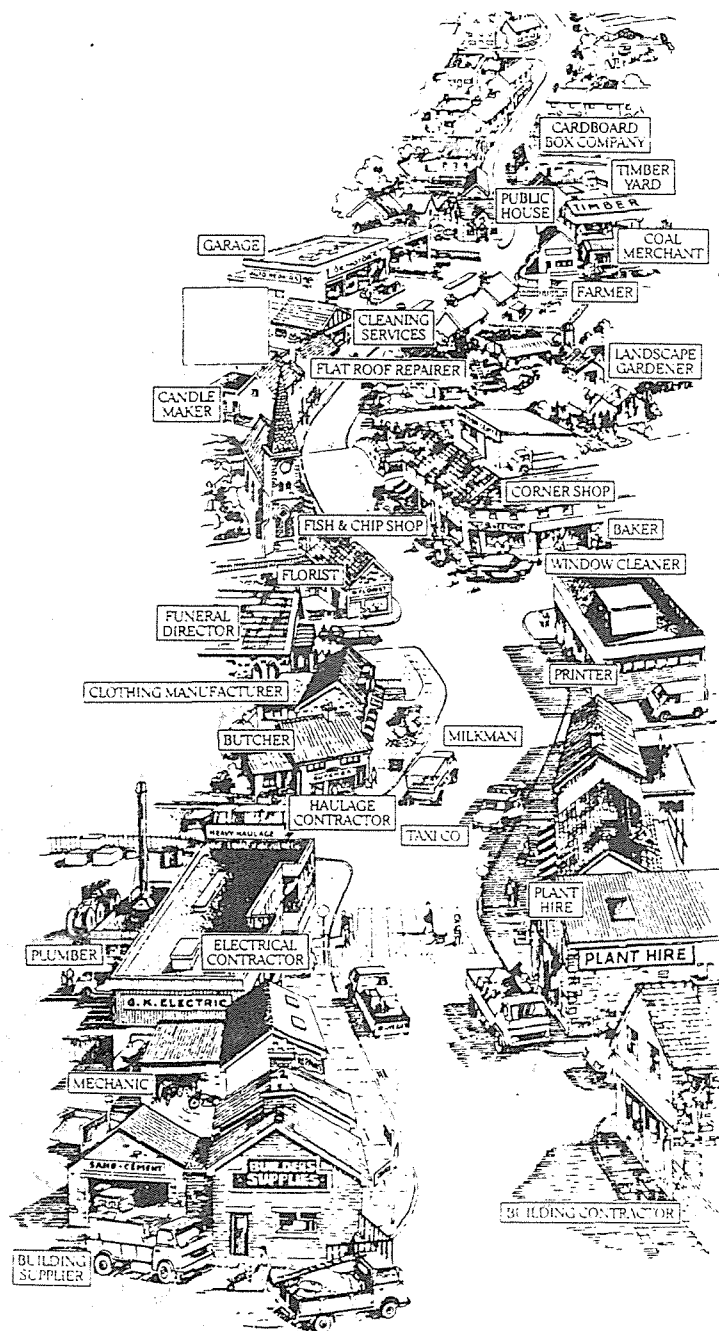 CARDBOARD
BOX COMPANY
TIMBER
YARD
PUBLIC
HOUSE
TIMBER
GARAGE
COAL
MERCHANT
FARMER
CLEANING
SERVICES
FLAT ROOF REPAIRER
LANDSCAPE
GARDENER
CANDLE
MAKER
CORNER SHOP
FISH & CHIP SHOP
BAKER
WINDOW CLEANER
FLORIST
FLORIST
FUNERAL
DIRECTOR
PRINTER
CLOTHING MANUFACTURER
BUTCHER
MILKMAN
HAULAGE
CONTRACTOR
HEAVY HAULAGE
TAXI CO
PLANT
HIRE
PLUMBER
ELECTRICAL
CONTRACTOR
PLANT HIRE
G.K. ELECTRIC
MECHANIC
SAND - CEMENT
BUILDERS
SUPPLIES
BUILDING CONTRACTOR
BUILDING
SUPPLIER